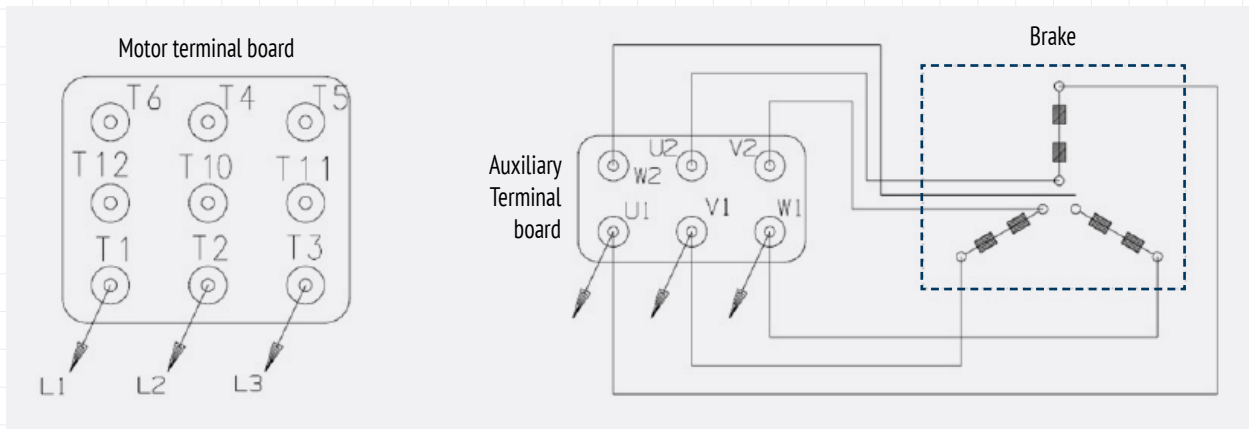 Motor terminal board
T6 T4 T5
T12 T10 T11
T1 T2 T3
L1 L2 L3
Auxiliary
Terminal
board
W2 U2 V2
U1 V1 W1
Brake